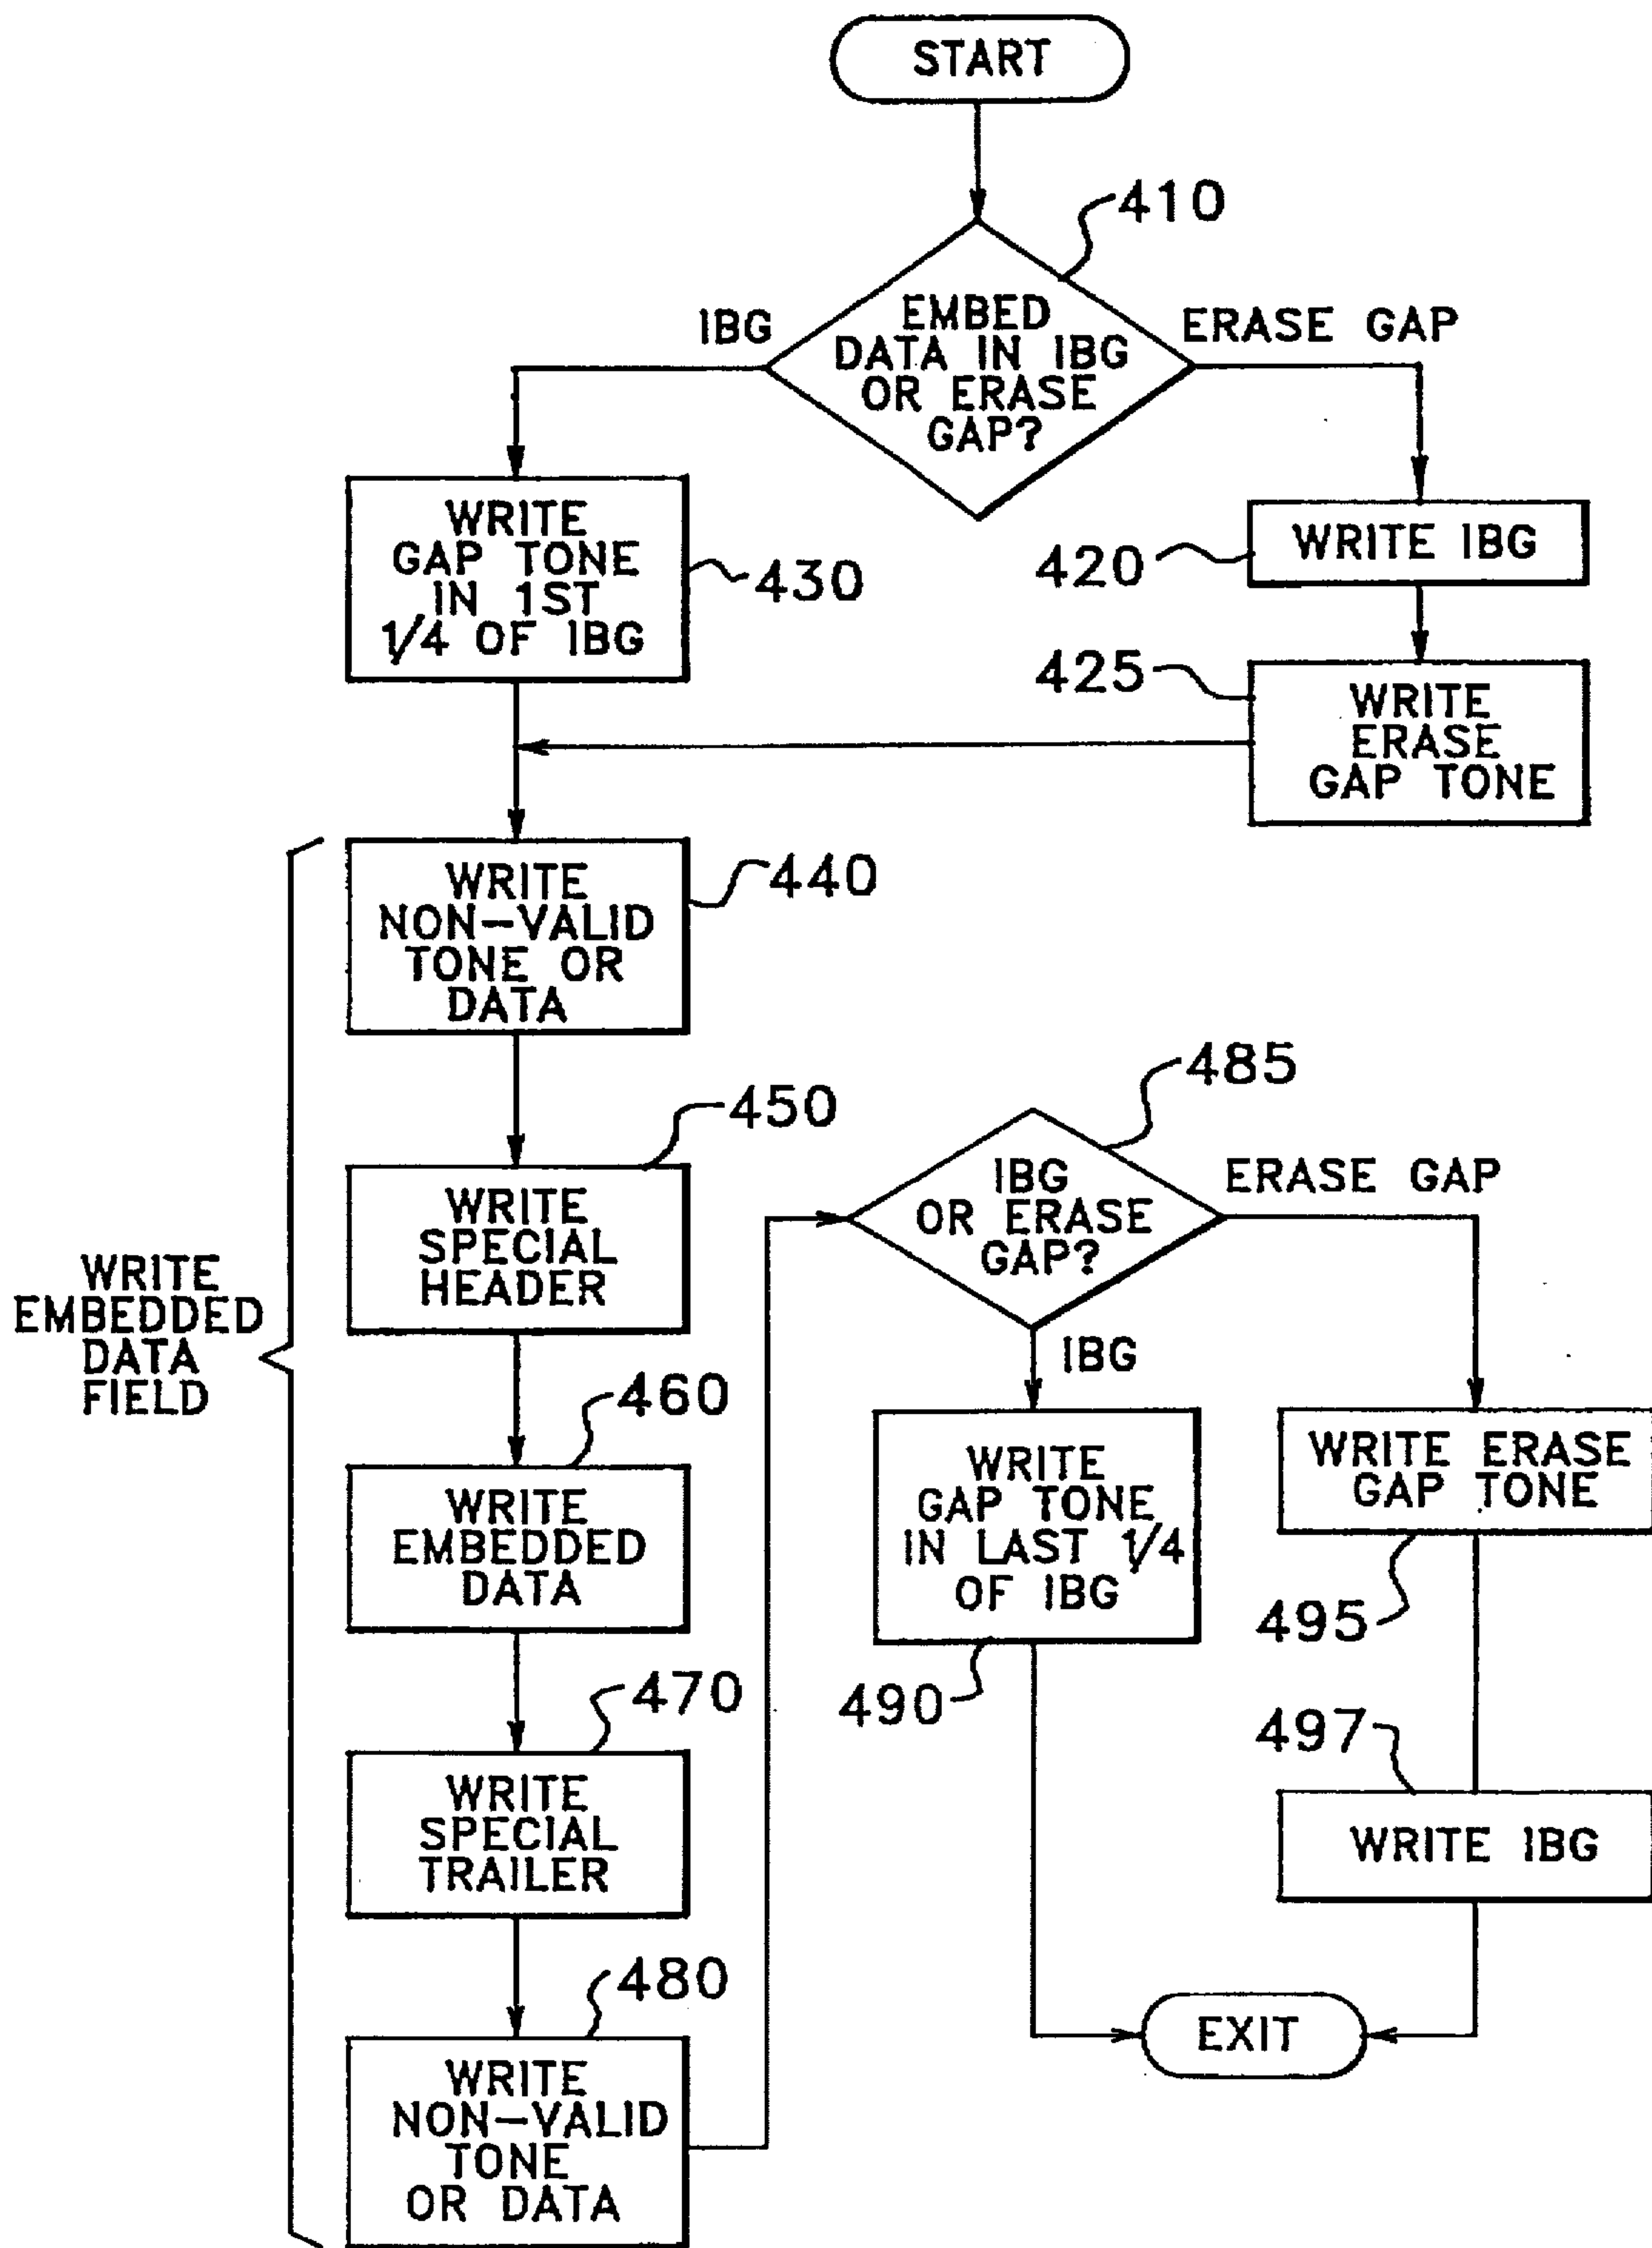 START
410
IBG
EMBED
DATA IN IBG
OR ERASE
GAP?
ERASE GAP
WRITE
GAP TONE
IN 1ST
1/4 OF IBG
430
420
WRITE IBG
425
WRITE
ERASE
GAP TONE
WRITE
NON-VALID
TONE OR
DATA
440
WRITE
EMBEDDED
DATA
FIELD
450
WRITE
SPECIAL
HEADER
460
WRITE
EMBEDDED
DATA
470
WRITE
SPECIAL
TRAILER
480
WRITE
NON-VALID
TONE
OR DATA
485
IBG
OR ERASE
GAP?
ERASE GAP
IBG
WRITE
GAP TONE
IN LAST 1/4
OF IBG
490
WRITE ERASE
GAP TONE
495
497
WRITE IBG
EXIT